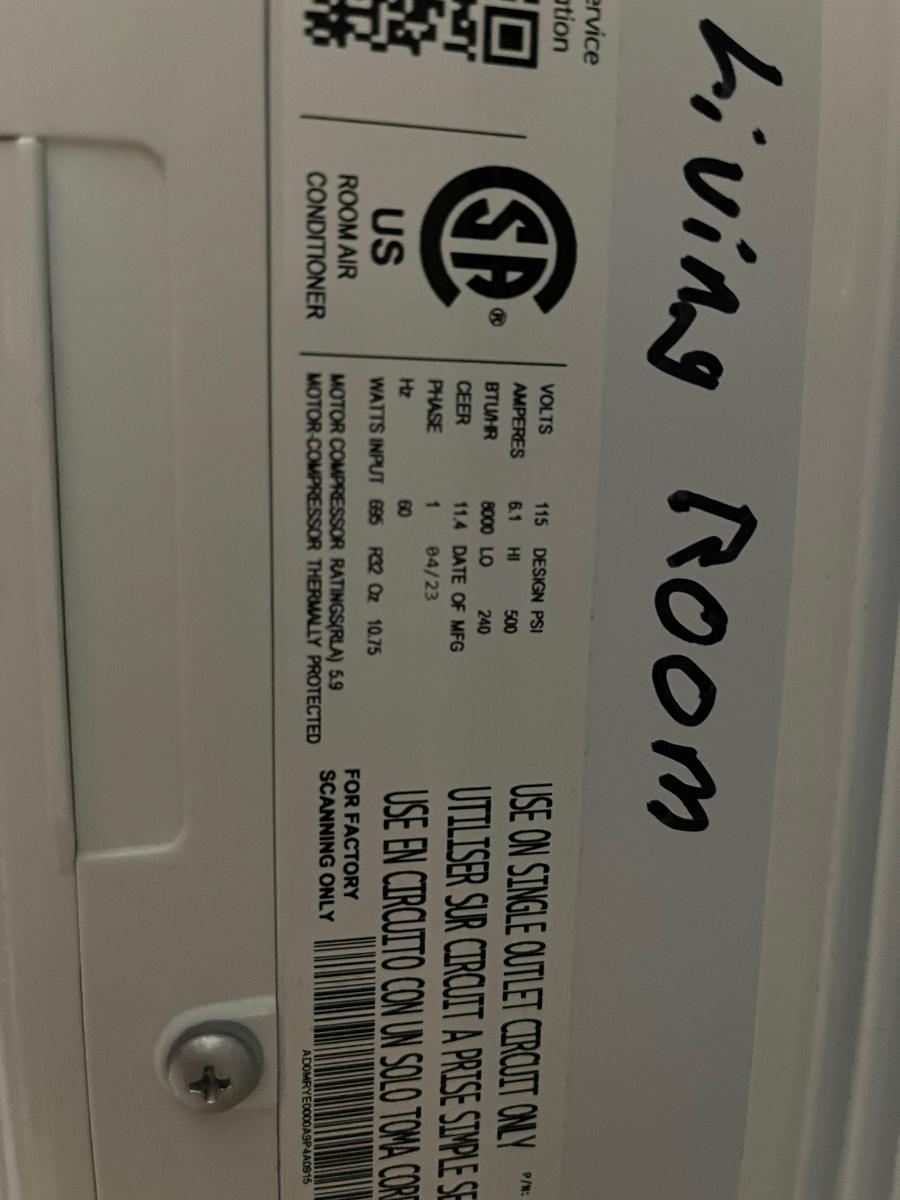 Living Room
ervice
ation
CSA®
US
ROOM AIR
CONDITIONER
VOLTS 115 DESIGN PSI
AMPERES 6.1 HI 500
BTU/HR 8000 LO 240
CEER 11.4 DATE OF MFG
PHASE 1 04/23
Hz 60
WATTS INPUT 695 R32 Oz 10.75
MOTOR COMPRESSOR RATINGS(RLA) 5.9
MOTOR-COMPRESSOR THERMALLY PROTECTED
USE ON SINGLE OUTLET CIRCUIT ONLY
P/N:
UTILISER SUR CIRCUIT A PRISE SIMPLE SE
USE EN CIRCUITO CON UN SOLO TOMA COR
FOR FACTORY
SCANNING ONLY